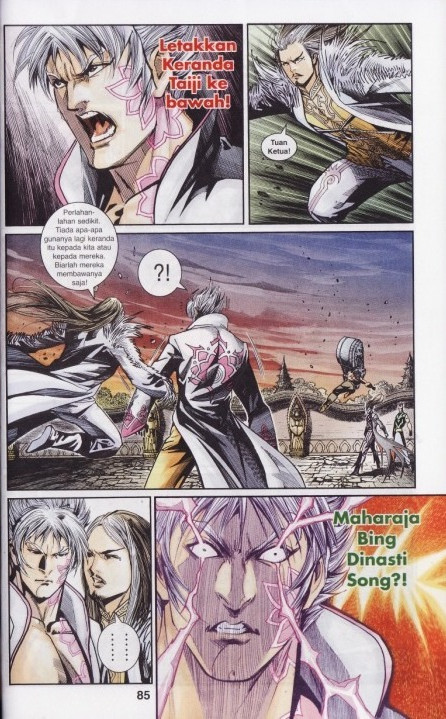 Letakkan
Keranda
Taiji ke
bawah!
Tuan
Ketua!
Perlahan-
lahan sedikit.
Tiada apa-apa
gunanya lagi keranda
itu kepada kita atau
kepada mereka.
Biarlah mereka
membawanya
saja!
?!
Maharaja
Bing
Dinasti
Song?!
85